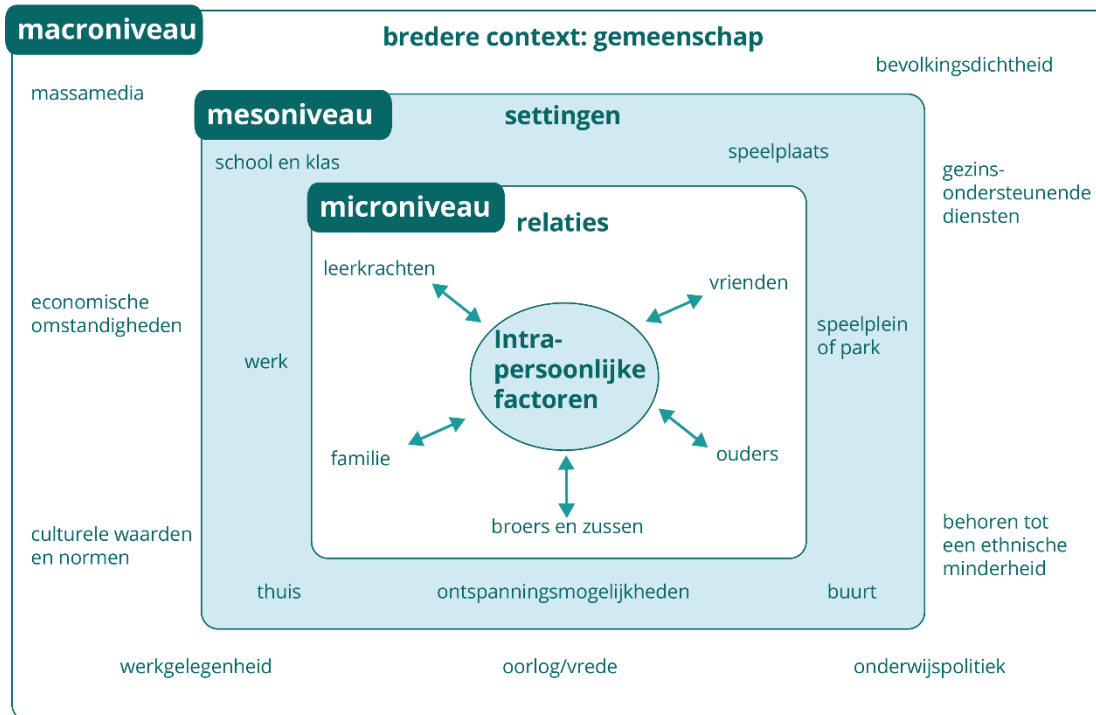 macroniveau
bredere context: gemeenschap
bevolkingsdichtheid
massamedia
mesoniveau
settingen
school en klas
speelplaats
gezins-
ondersteunende
diensten
microniveau
relaties
leerkrachten
vrienden
economische
omstandigheden
werk
Intra-
persoonlijke
factoren
speelplein
of park
familie
ouders
broers en zussen
culturele waarden
en normen
behoren tot
een ethnische
minderheid
thuis
ontspanningsmogelijkheden
buurt
werkgelegenheid
oorlog/vrede
onderwijspolitiek